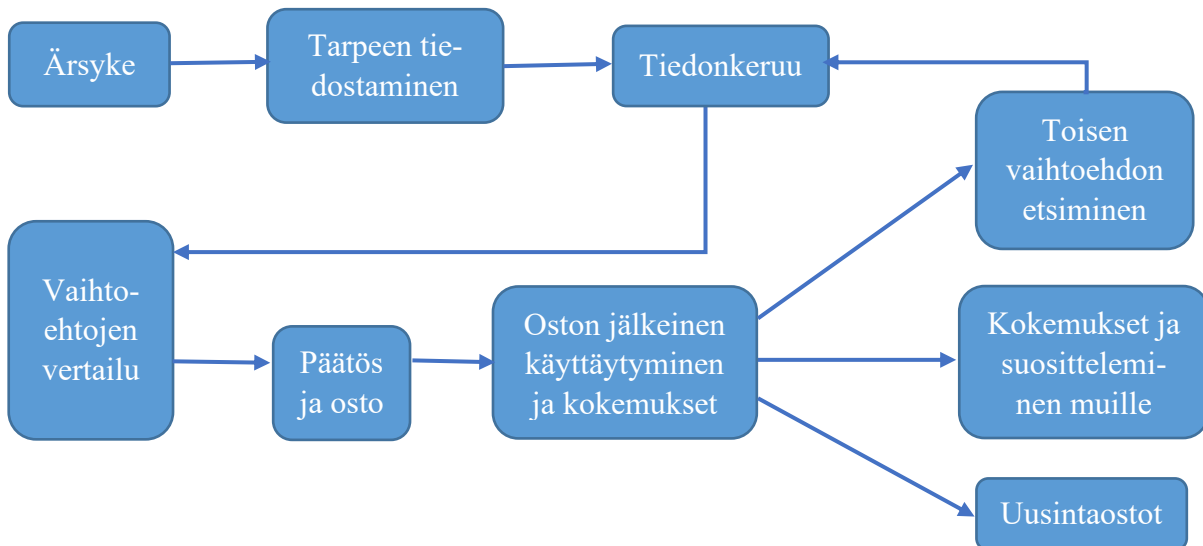 Ärsyke
Tarpeen tie-
dostaminen
Tiedonkeruu
Toisen
vaihtoehdon
etsiminen
Vaihto-
ehtojen
vertailu
Päätös
ja osto
Oston jälkeinen
käyttäytyminen
ja kokemukset
Kokemukset ja
suosittelemi-
nen muille
Uusintaostot